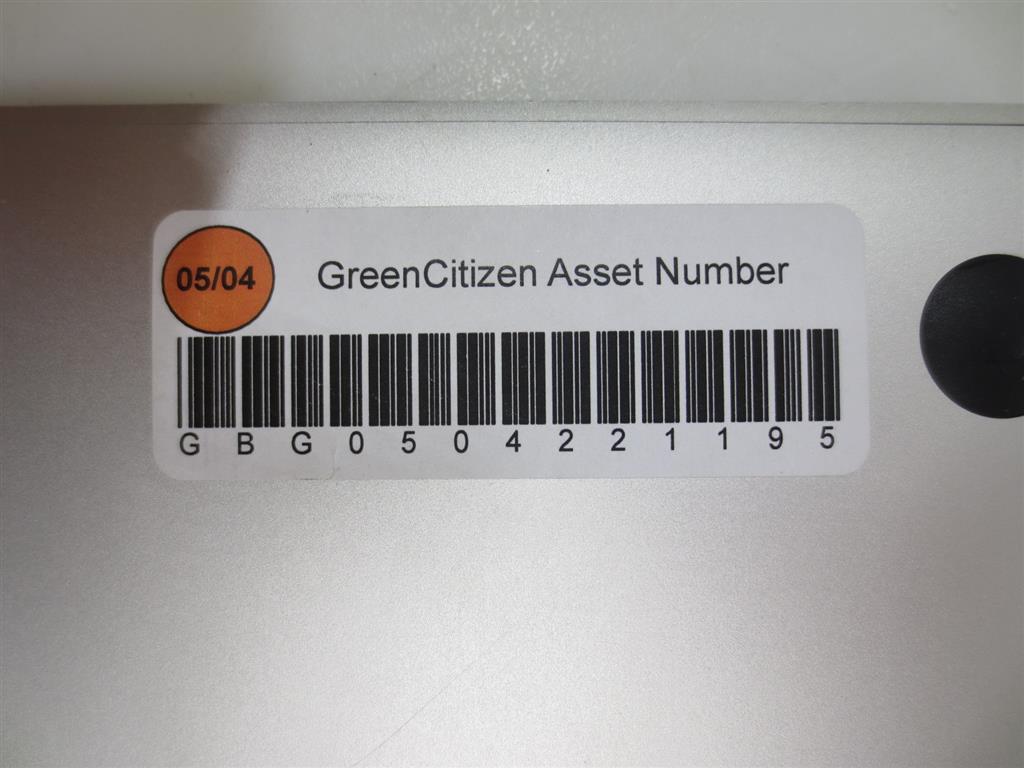 05/04
GreenCitizen Asset Number
G B G 0 5 0 4 2 2 1 1 9 5